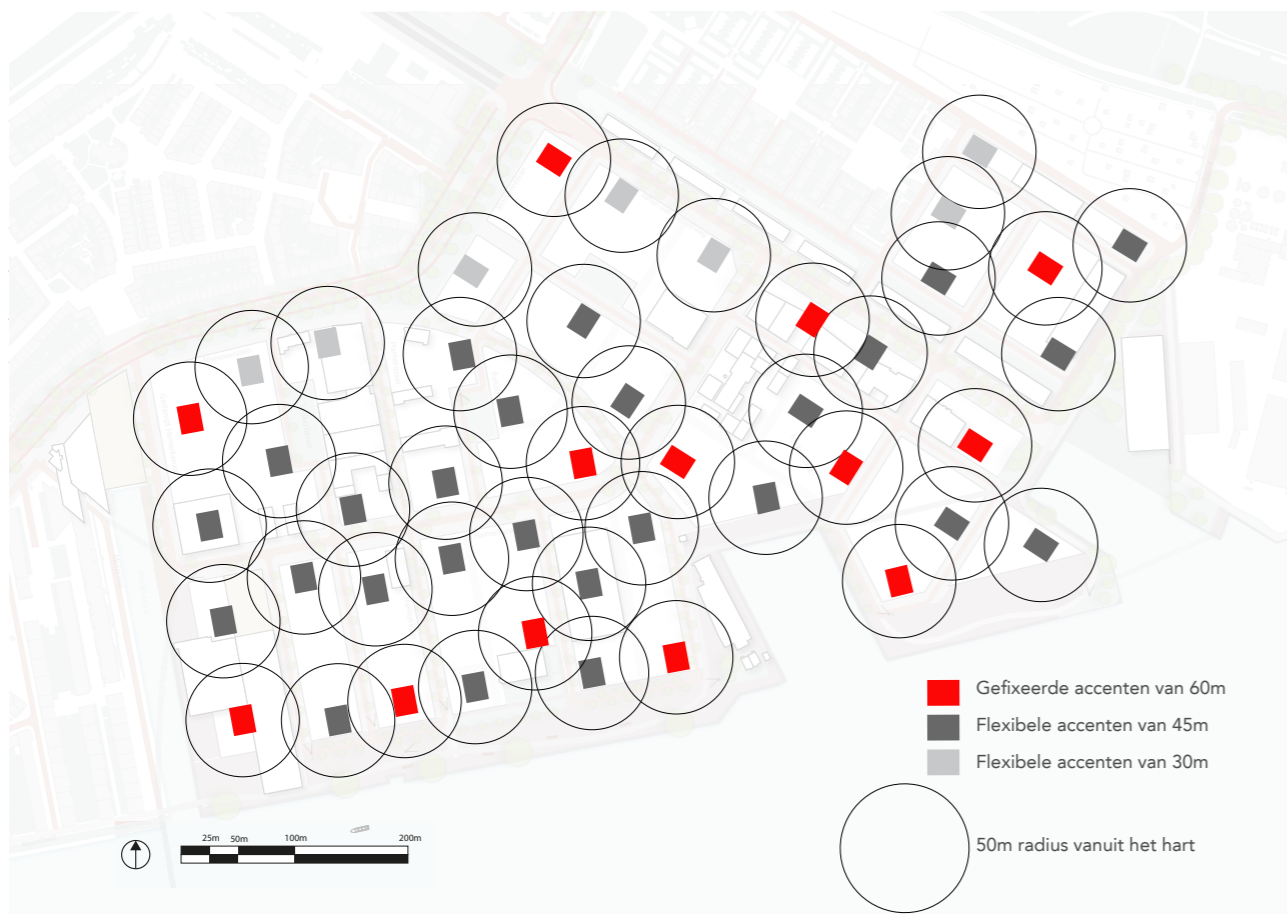 Gefixeerde accenten van 60m
Flexibele accenten van 45m
Flexibele accenten van 30m
25m 50m 100m 200m
50m radius vanuit het hart